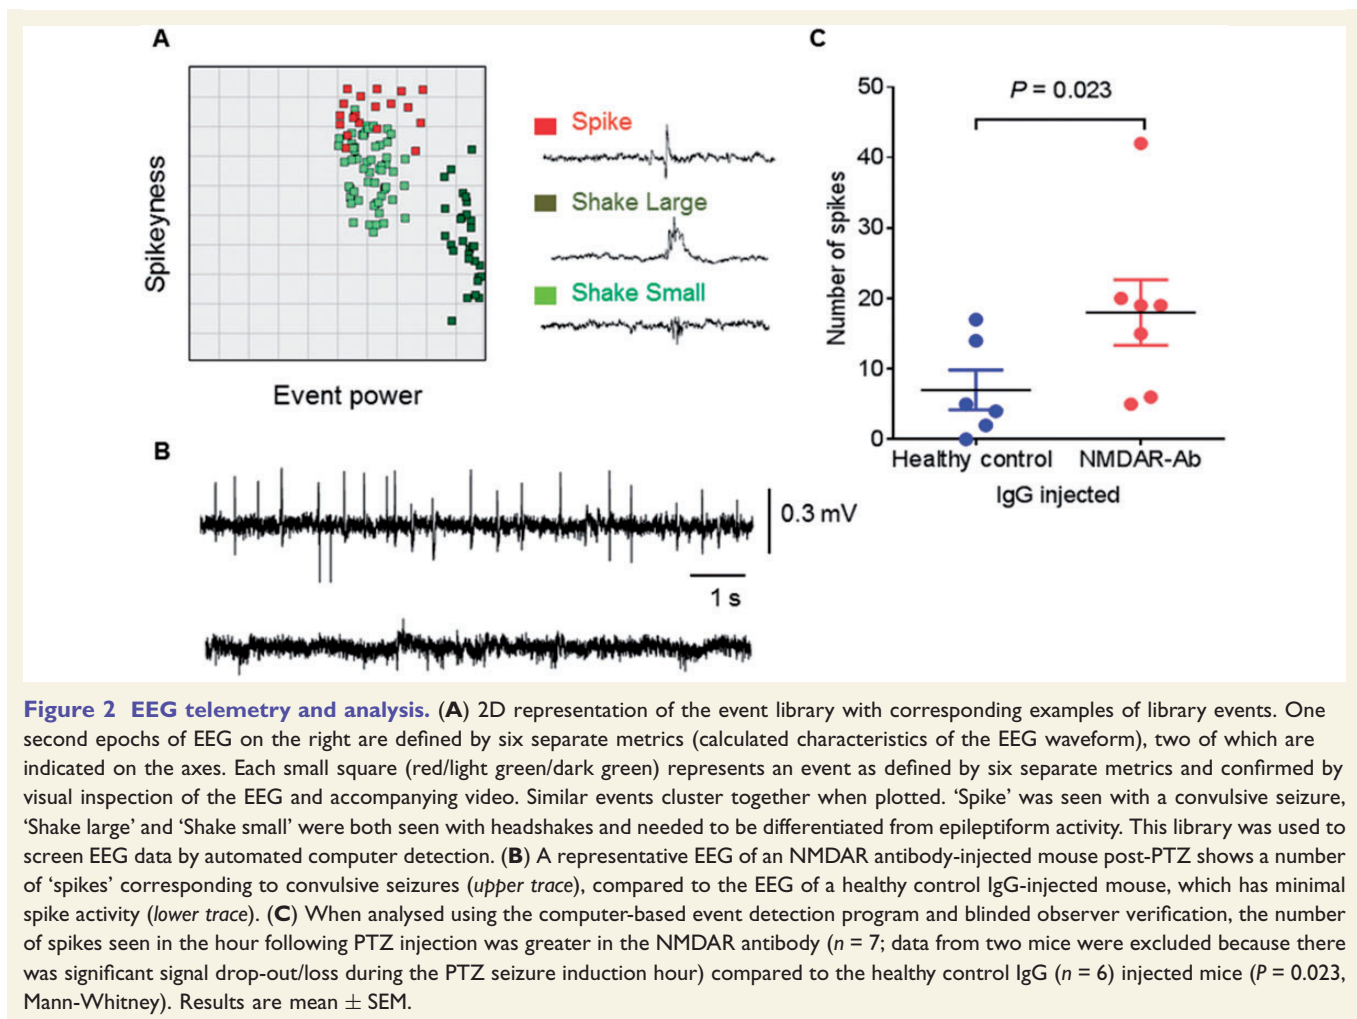 A
Spikeyness
Event power
Spike
Shake Large
Shake Small
B
0.3 mV
1 s
C
P = 0.023
Number of spikes
50
40
30
20
10
0
Healthy control NMDAR-Ab
IgG injected
Figure 2 EEG telemetry and analysis. (A) 2D representation of the event library with corresponding examples of library events. One
second epochs of EEG on the right are defined by six separate metrics (calculated characteristics of the EEG waveform), two of which are
indicated on the axes. Each small square (red/light green/dark green) represents an event as defined by six separate metrics and confirmed by
visual inspection of the EEG and accompanying video. Similar events cluster together when plotted. ‘Spike’ was seen with a convulsive seizure,
‘Shake large’ and ‘Shake small’ were both seen with headshakes and needed to be differentiated from epileptiform activity. This library was used to
screen EEG data by automated computer detection. (B) A representative EEG of an NMDAR antibody-injected mouse post-PTZ shows a number
of ‘spikes’ corresponding to convulsive seizures (upper trace), compared to the EEG of a healthy control IgG-injected mouse, which has minimal
spike activity (lower trace). (C) When analysed using the computer-based event detection program and blinded observer verification, the number
of spikes seen in the hour following PTZ injection was greater in the NMDAR antibody (n = 7; data from two mice were excluded because there
was significant signal drop-out/loss during the PTZ seizure induction hour) compared to the healthy control IgG (n = 6) injected mice (P = 0.023,
Mann-Whitney). Results are mean ± SEM.